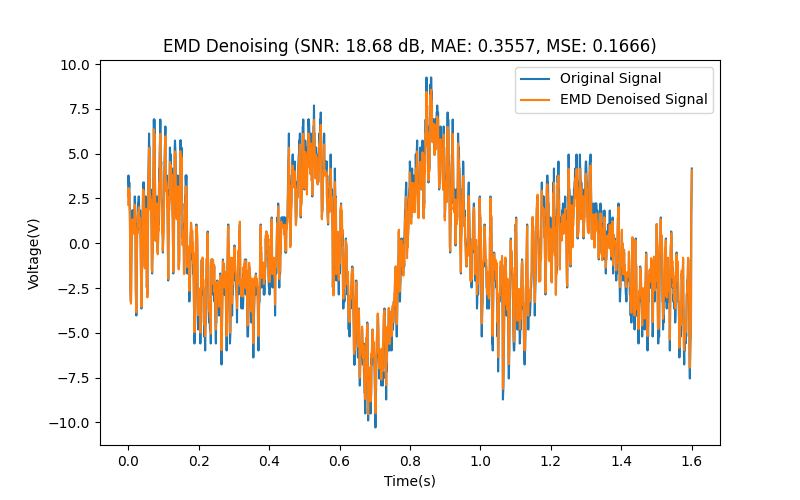 EMD Denoising (SNR: 18.68 dB, MAE: 0.3557, MSE: 0.1666)
Original Signal
EMD Denoised Signal
10.0
7.5
5.0
2.5
0.0
−2.5
−5.0
−7.5
−10.0
Voltage(V)
0.0 0.2 0.4 0.6 0.8 1.0 1.2 1.4 1.6
Time(s)